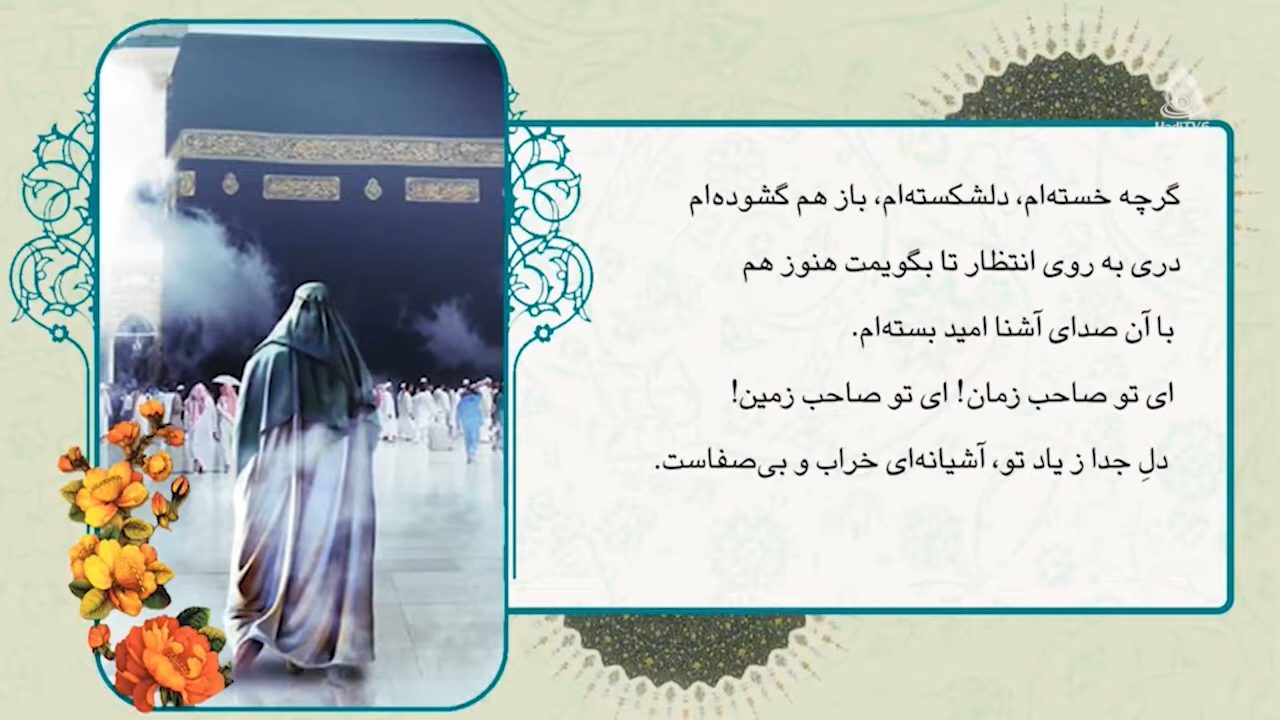 گرچه خسته‌ام، دلشکسته‌ام، باز هم گشوده‌ام
دری به روی انتظار تا بگویمت هنوز هم
با آن صدای آشنا امید بسته‌ام.
ای تو صاحب زمان! ای تو صاحب زمین!
دلِ جدا ز یاد تو، آشیانه‌ای خراب و بی‌صفاست.